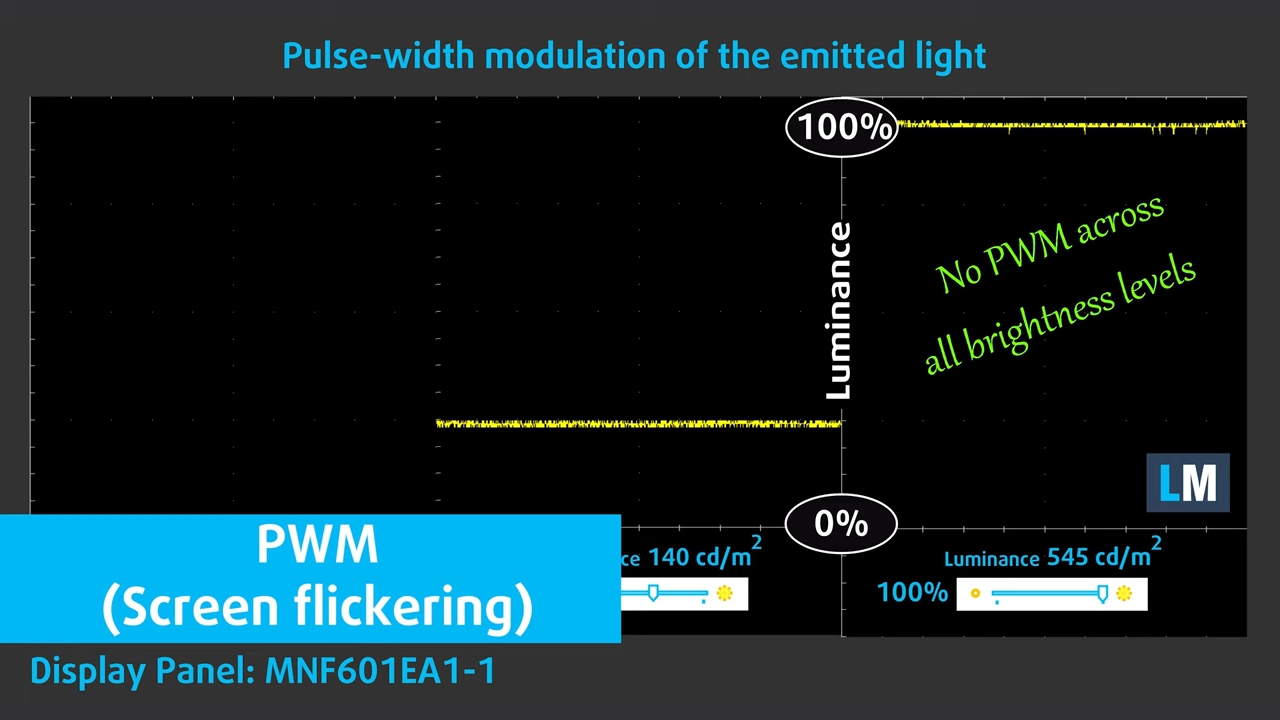 Pulse-width modulation of the emitted light
100%
Luminance
No PWM across
all brightness levels
LM
0%
PWM
(Screen flickering)
ce 140 cd/m²
Luminance 545 cd/m²
100%
Display Panel: MNF601EA1-1